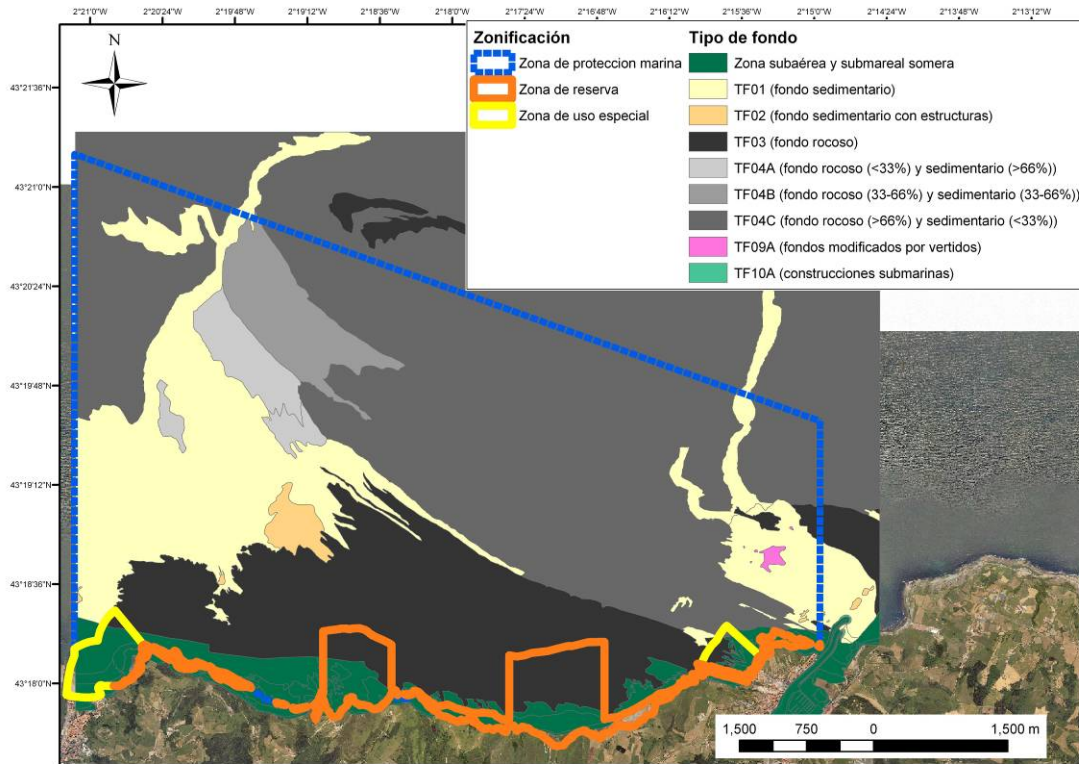 2°21'0"W 2°20'24"W 2°19'48"W 2°19'12"W 2°18'36"W 2°18'0"W 2°17'24"W 2°16'48"W 2°16'12"W 2°15'36"W 2°15'0"W 2°14'24"W 2°13'48"W 2°13'12"W
N
Zonificación
Zona de proteccion marina
Zona de reserva
Zona de uso especial
Tipo de fondo
Zona subaérea y submareal somera
TF01 (fondo sedimentario)
TF02 (fondo sedimentario con estructuras)
TF03 (fondo rocoso)
TF04A (fondo rocoso (<33%) y sedimentario (>66%))
TF04B (fondo rocoso (33-66%) y sedimentario (33-66%))
TF04C (fondo rocoso (>66%) y sedimentario (<33%))
TF09A (fondos modificados por vertidos)
TF10A (construcciones submarinas)
43°21'36"N
43°21'0"N
43°20'24"N
43°19'48"N
43°19'12"N
43°18'36"N
43°18'0"N
1,500 750 0 1,500 m